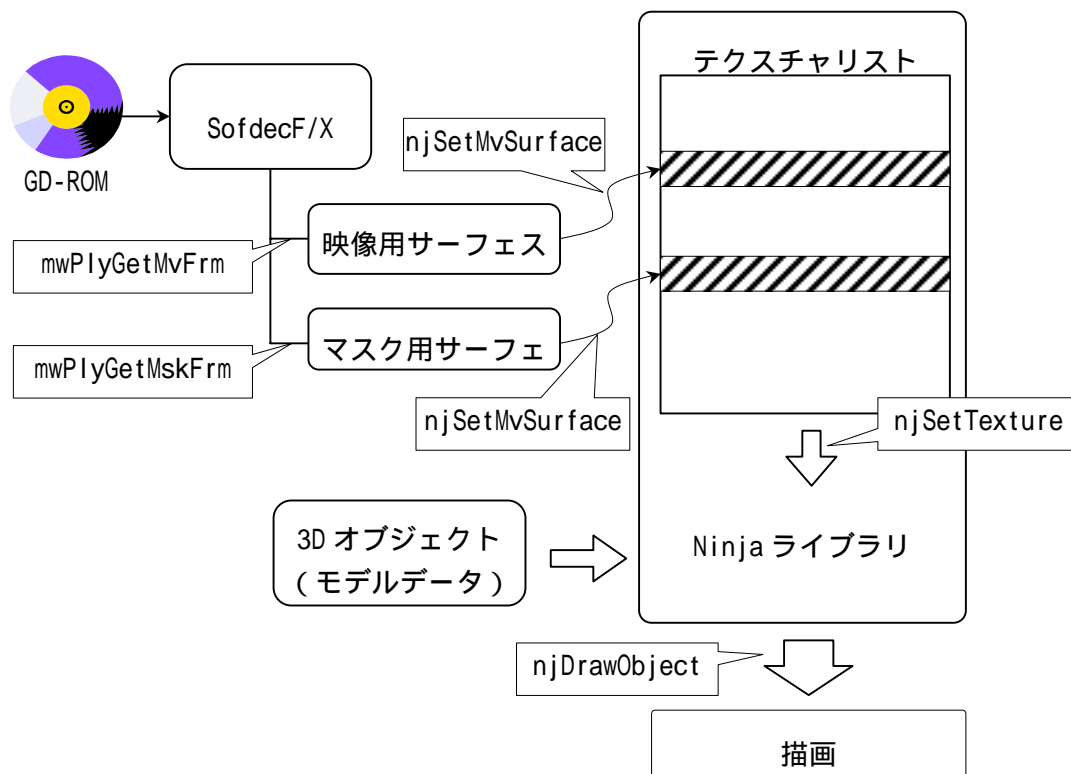 テクスチャリスト
SofdecF/X
njSetMvSurface
GD-ROM
映像用サーフェス
mwPlyGetMvFrm
マスク用サーフェ
mwPlyGetMskFrm
njSetMvSurface
njSetTexture
3D オブジェクト
(モデルデータ)
Ninja ライブラリ
njDrawObject
描画